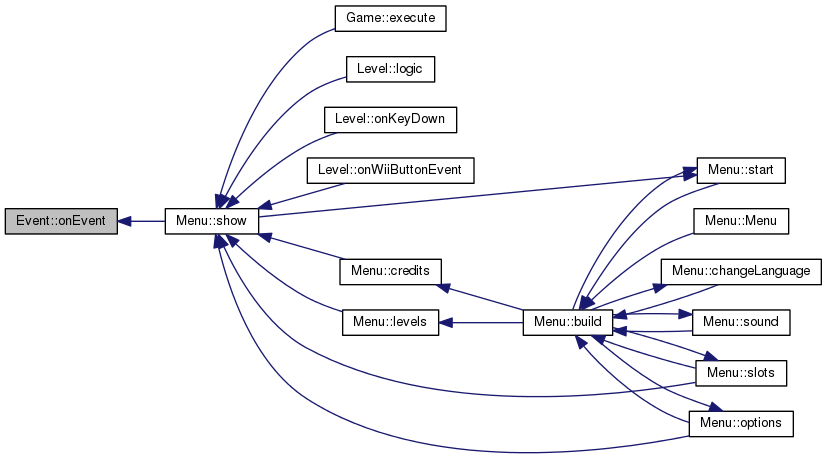 Game::execute
Level::logic
Level::onKeyDown
Level::onWiiButtonEvent
Menu::start
Event::onEvent
Menu::show
Menu::Menu
Menu::credits
Menu::changeLanguage
Menu::levels
Menu::build
Menu::sound
Menu::slots
Menu::options